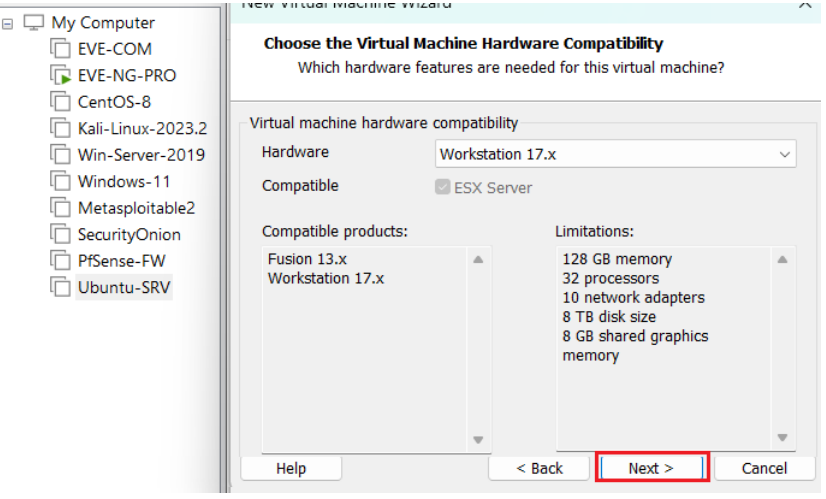 My Computer
EVE-COM
EVE-NG-PRO
CentOS-8
Kali-Linux-2023.2
Win-Server-2019
Windows-11
Metasploitable2
SecurityOnion
PfSense-FW
Ubuntu-SRV
New Virtual Machine Wizard
Choose the Virtual Machine Hardware Compatibility
Which hardware features are needed for this virtual machine?
Virtual machine hardware compatibility
Hardware
Workstation 17.x
Compatible
ESX Server
Compatible products:
Fusion 13.x
Workstation 17.x
Limitations:
128 GB memory
32 processors
10 network adapters
8 TB disk size
8 GB shared graphics
memory
Help
< Back
Next >
Cancel